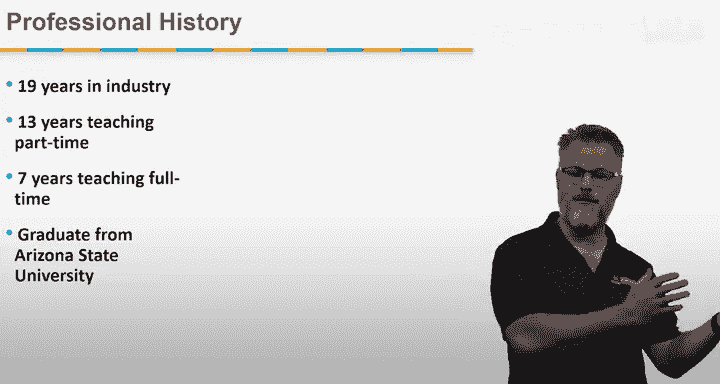 Professional History
• 19 years in industry
• 13 years teaching
part-time
• 7 years teaching full-
time
• Graduate from
Arizona State
University